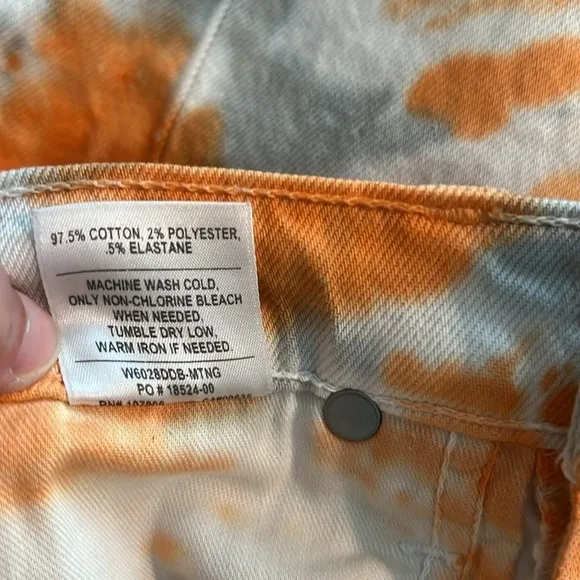 97.5% COTTON, 2% POLYESTER,
.5% ELASTANE
MACHINE WASH COLD,
ONLY NON-CHLORINE BLEACH
WHEN NEEDED,
TUMBLE DRY LOW,
WARM IRON IF NEEDED.
W6028DDB-MTNG
PO # 18524-00